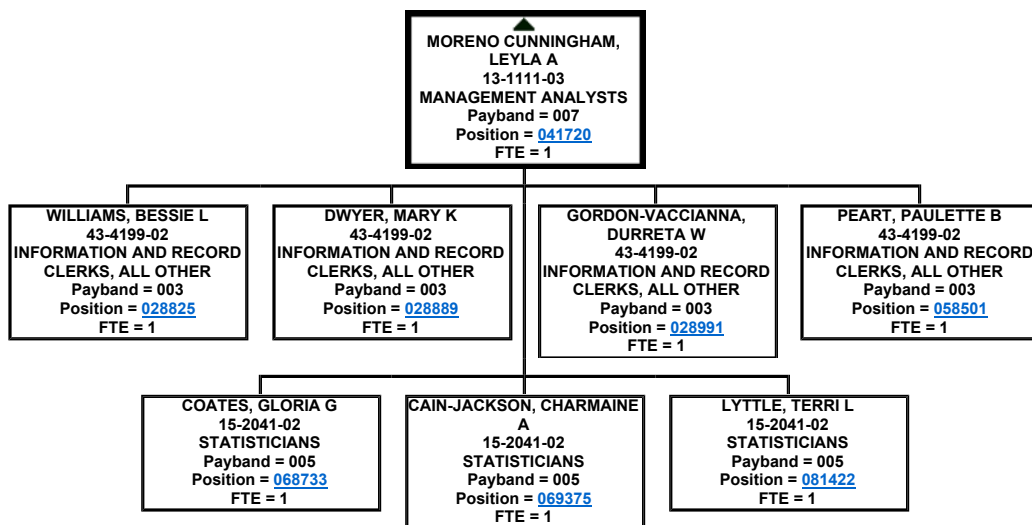 MORENO CUNNINGHAM,
LEYLA A
13-1111-03
MANAGEMENT ANALYSTS
Payband = 007
Position = 041720
FTE = 1
WILLIAMS, BESSIE L
43-4199-02
INFORMATION AND RECORD
CLERKS, ALL OTHER
Payband = 003
Position = 028825
FTE = 1
DWYER, MARY K
43-4199-02
INFORMATION AND RECORD
CLERKS, ALL OTHER
Payband = 003
Position = 028889
FTE = 1
GORDON-VACCIANNA,
DURRETA W
43-4199-02
INFORMATION AND RECORD
CLERKS, ALL OTHER
Payband = 003
Position = 028991
FTE = 1
PEART, PAULETTE B
43-4199-02
INFORMATION AND RECORD
CLERKS, ALL OTHER
Payband = 003
Position = 058501
FTE = 1
COATES, GLORIA G
15-2041-02
STATISTICIANS
Payband = 005
Position = 068733
FTE = 1
CAIN-JACKSON, CHARMAINE
A
15-2041-02
STATISTICIANS
Payband = 005
Position = 069375
FTE = 1
LYTTLE, TERRI L
15-2041-02
STATISTICIANS
Payband = 005
Position = 081422
FTE = 1